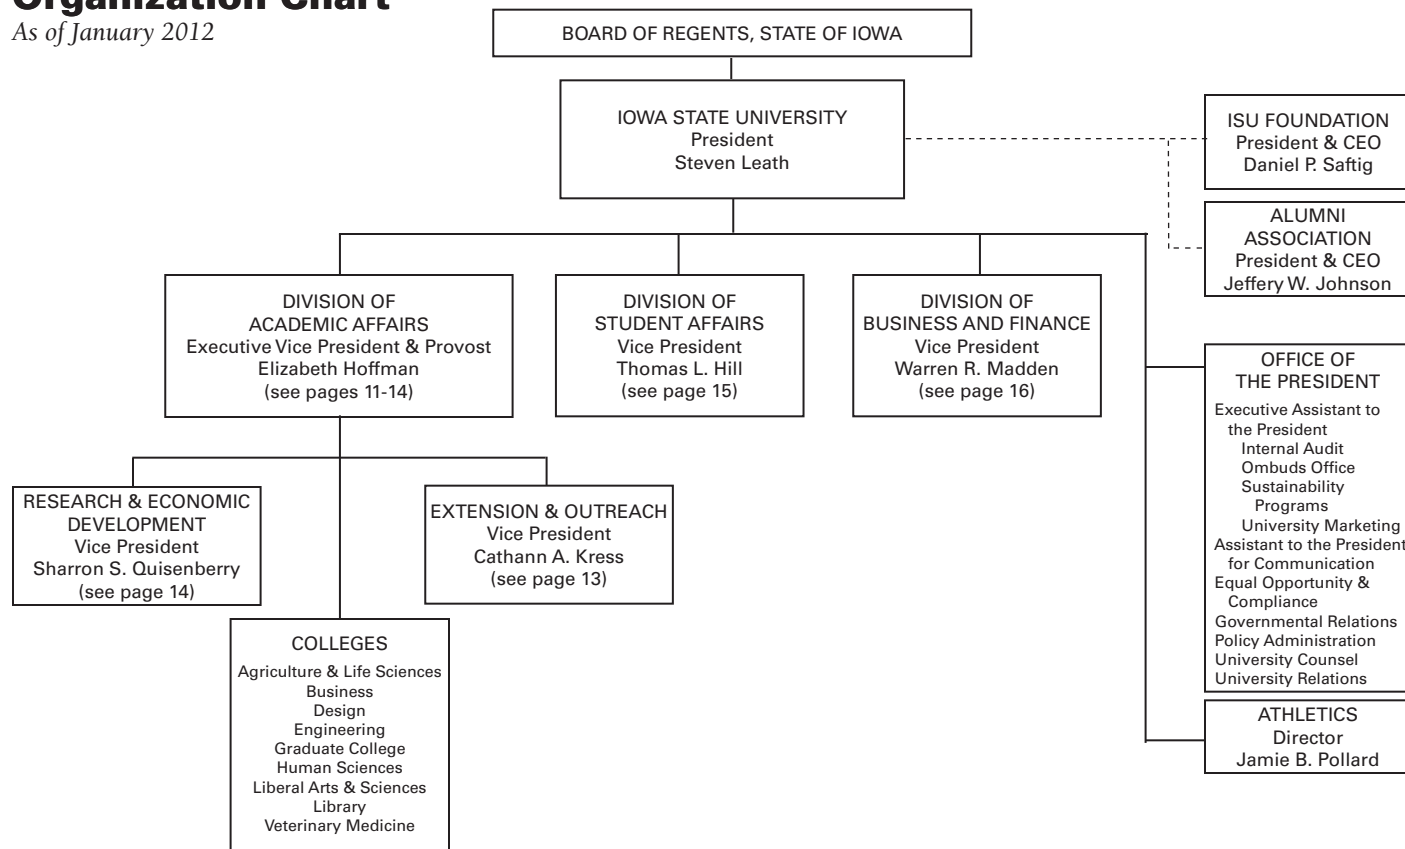 Organization Chart
As of January 2012
BOARD OF REGENTS, STATE OF IOWA
IOWA STATE UNIVERSITY
President
Steven Leath
ISU FOUNDATION
President & CEO
Daniel P. Saftig
ALUMNI
ASSOCIATION
President & CEO
Jeffery W. Johnson
DIVISION OF
ACADEMIC AFFAIRS
Executive Vice President & Provost
Elizabeth Hoffman
(see pages 11-14)
DIVISION OF
STUDENT AFFAIRS
Vice President
Thomas L. Hill
(see page 15)
DIVISION OF
BUSINESS AND FINANCE
Vice President
Warren R. Madden
(see page 16)
OFFICE OF
THE PRESIDENT
Executive Assistant to
the President
Internal Audit
Ombuds Office
Sustainability
Programs
University Marketing
Assistant to the President
for Communication
Equal Opportunity &
Compliance
Governmental Relations
Policy Administration
University Counsel
University Relations
RESEARCH & ECONOMIC
DEVELOPMENT
Vice President
Sharron S. Quisenberry
(see page 14)
EXTENSION & OUTREACH
Vice President
Cathann A. Kress
(see page 13)
COLLEGES
Agriculture & Life Sciences
Business
Design
Engineering
Graduate College
Human Sciences
Liberal Arts & Sciences
Library
Veterinary Medicine
ATHLETICS
Director
Jamie B. Pollard